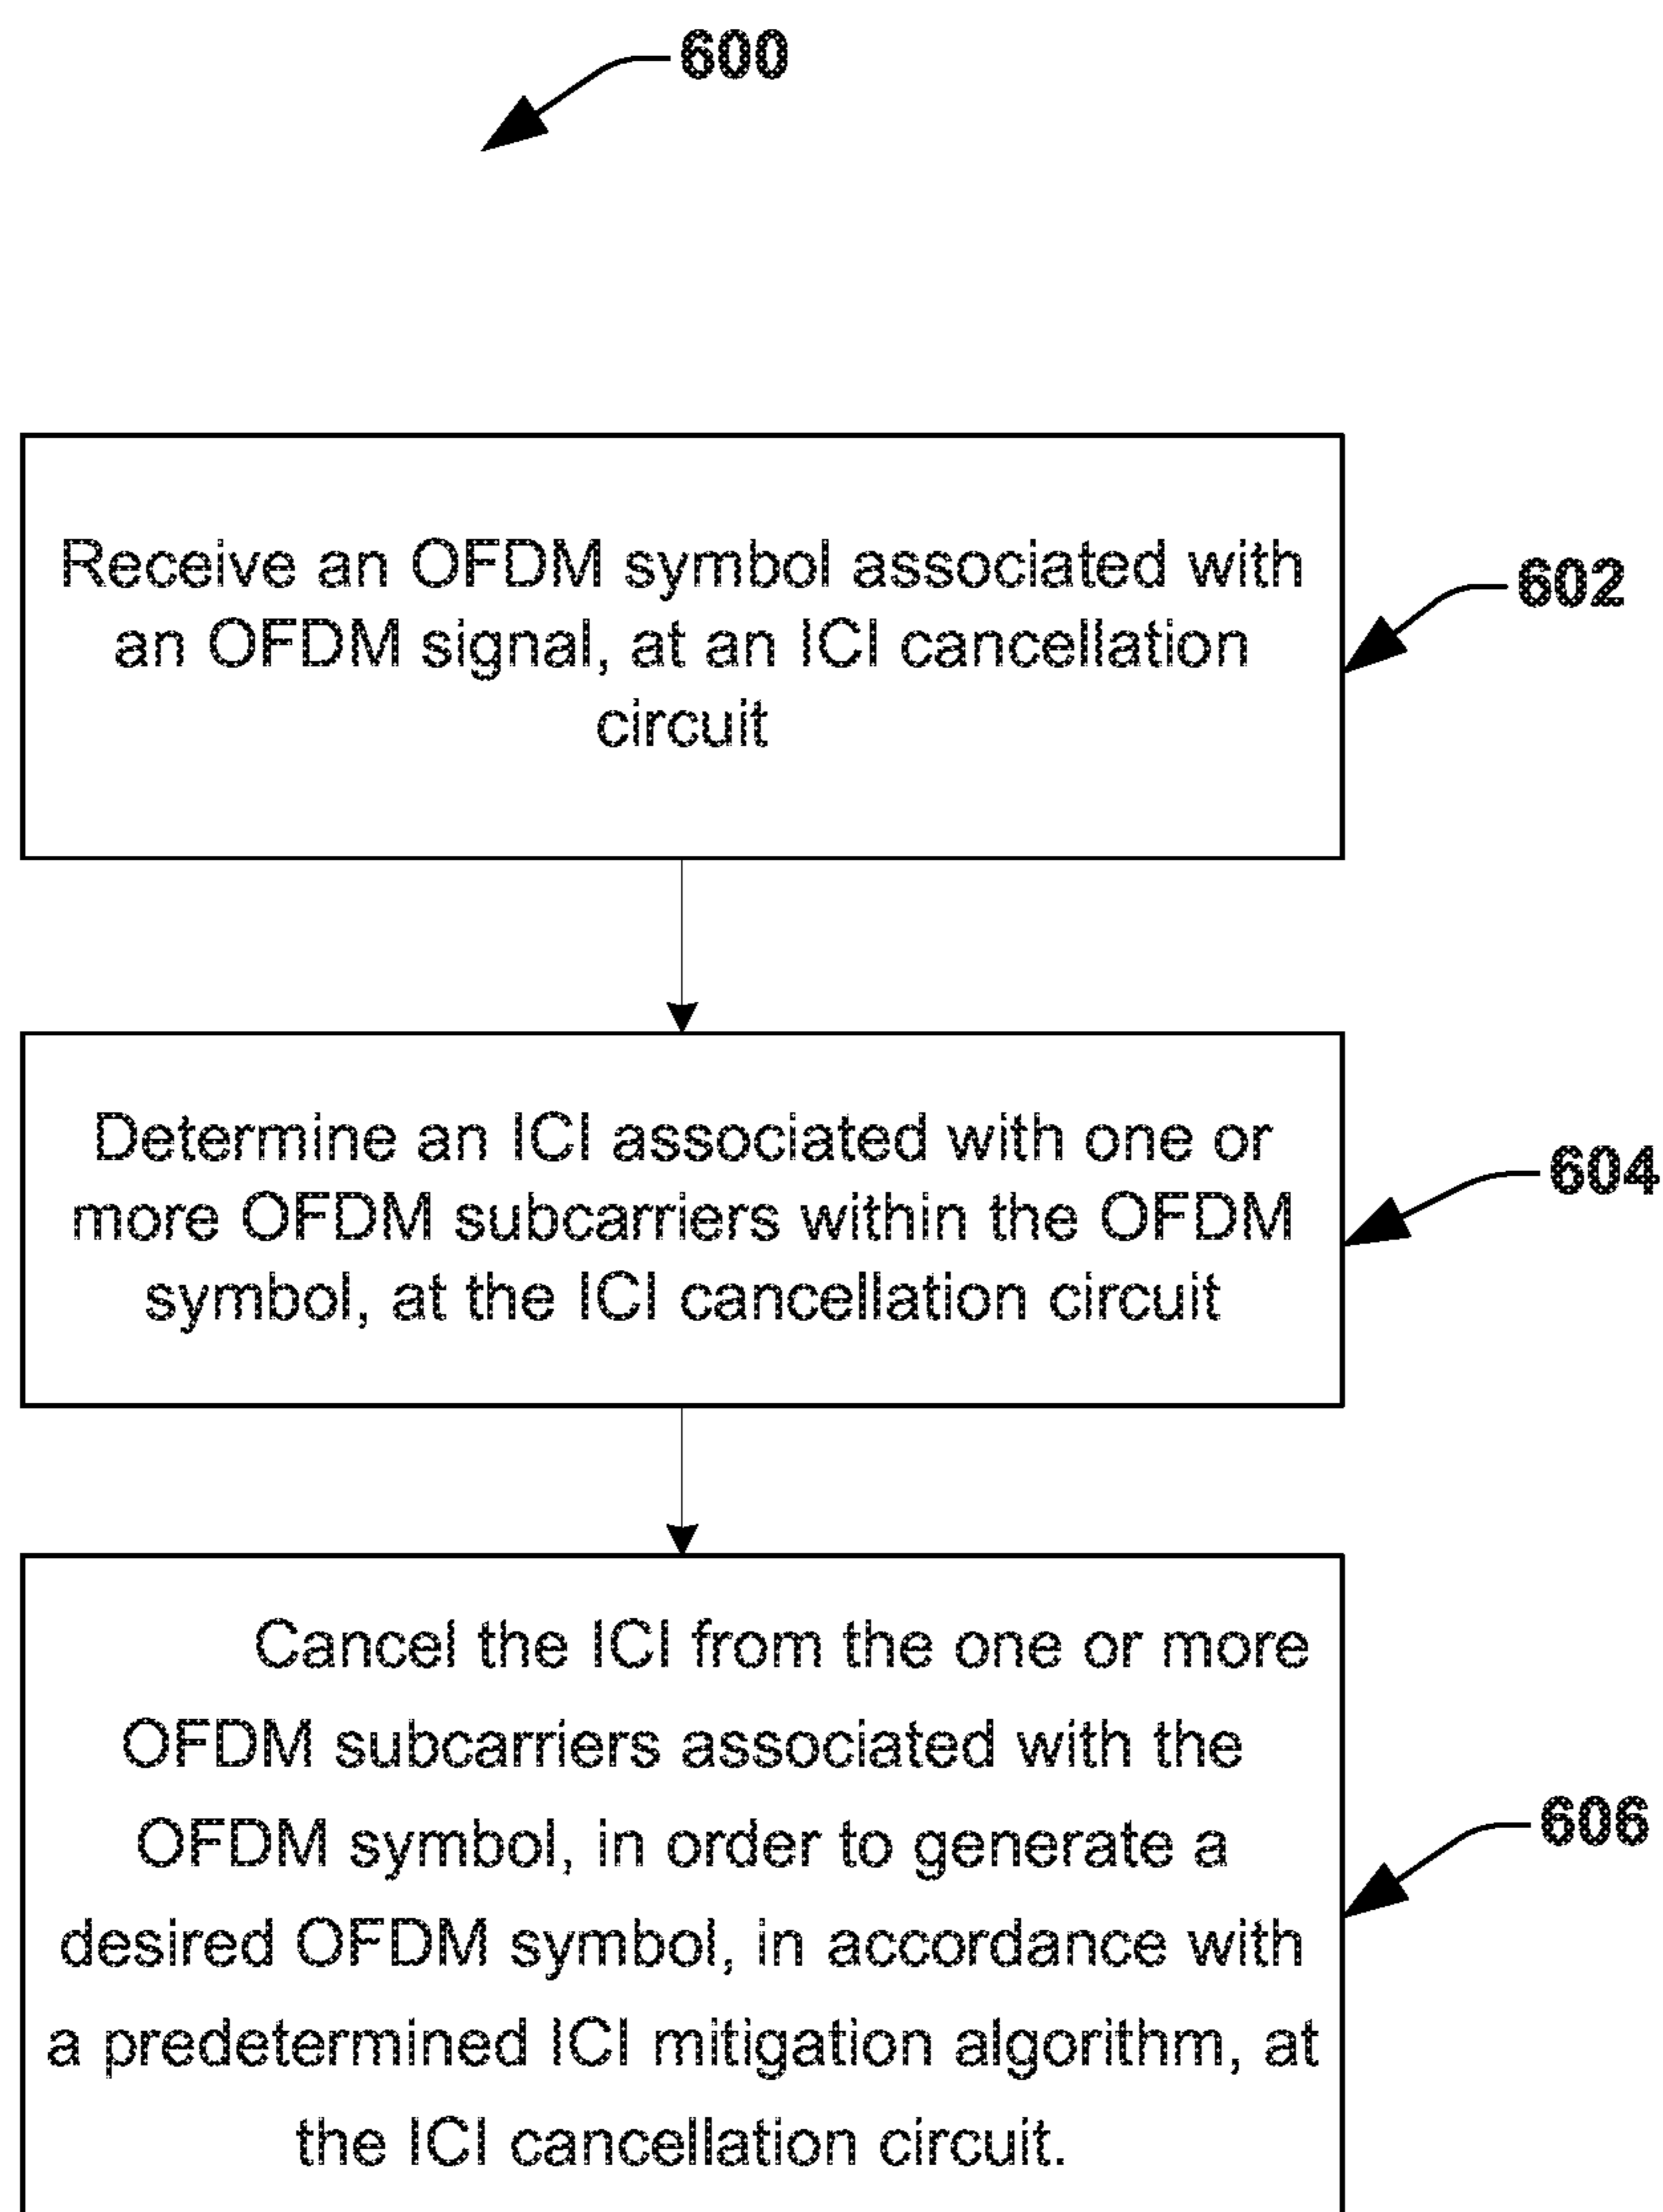 600
Receive an OFDM symbol associated with
an OFDM signal, at an ICI cancellation
circuit
602
Determine an ICI associated with one or
more OFDM subcarriers within the OFDM
symbol, at the ICI cancellation circuit
604
Cancel the ICI from the one or more
OFDM subcarriers associated with the
OFDM symbol, in order to generate a
desired OFDM symbol, in accordance with
a predetermined ICI mitigation algorithm, at
the ICI cancellation circuit.
606